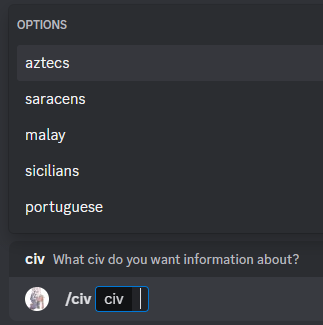 OPTIONS
aztecs
saracens
malay
sicilians
portuguese
civ What civ do you want information about?
/civ civ